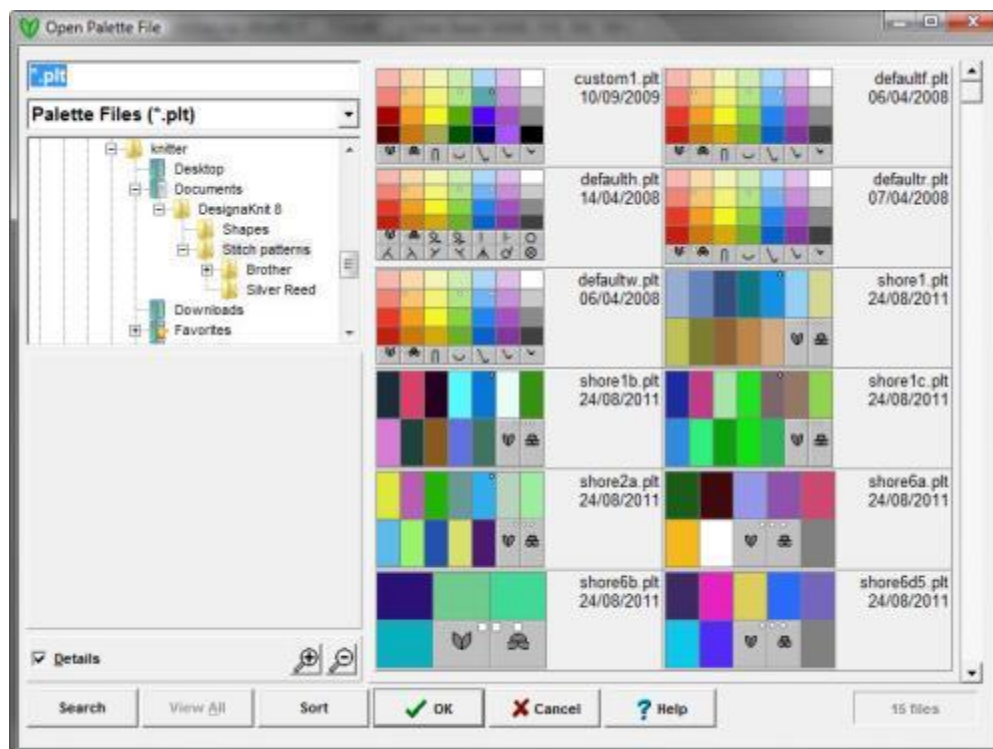 Open Palette File
*.plt
Palette Files (*.plt)
knitter
Desktop
Documents
DesignaKnit 8
Shapes
Stitch patterns
Brother
Silver Reed
Downloads
Favorites
Details
custom1.plt
10/09/2009
defaultf.plt
06/04/2008
defaulth.plt
14/04/2008
defaultr.plt
07/04/2008
defaultw.plt
06/04/2008
shore1.plt
24/08/2011
shore1b.plt
24/08/2011
shore1c.plt
24/08/2011
shore2a.plt
24/08/2011
shore6a.plt
24/08/2011
shore6b.plt
24/08/2011
shore6d5.plt
24/08/2011
Search
View All
Sort
OK
Cancel
? Help
15 files